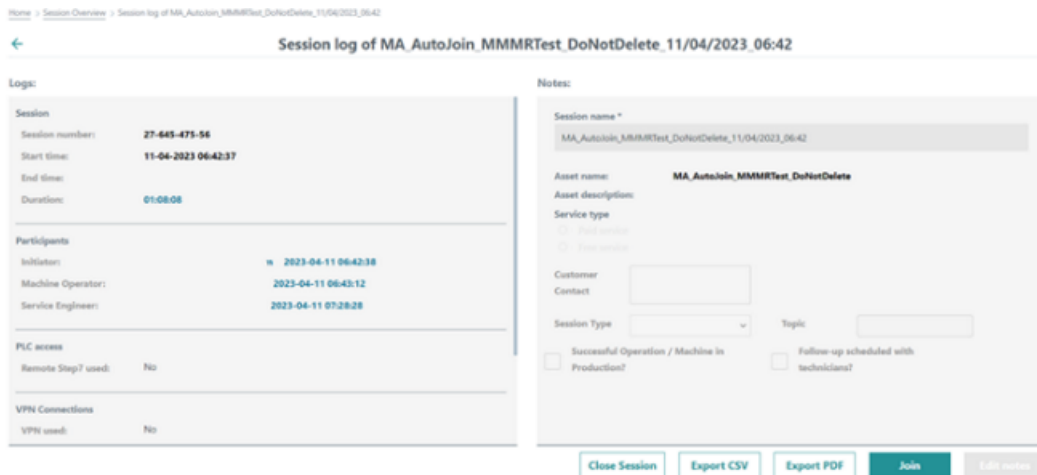 Home > Session Overview > Session log of MA_AutoJoin_MMMRTest_DoNotDelete_11/04/2023_06:42
Session log of MA_AutoJoin_MMMRTest_DoNotDelete_11/04/2023_06:42
Logs:
Session
Session number: 27-645-475-56
Start time: 11-04-2023 06:42:37
End time:
Duration: 01:08:08
Participants
Initiator: 2023-04-11 06:42:38
Machine Operator: 2023-04-11 06:43:12
Service Engineer: 2023-04-11 07:28:28
PLC access
Remote Step7 used: No
VPN Connections
VPN used: No
Notes:
Session name *
MA_AutoJoin_MMMRTest_DoNotDelete_11/04/2023_06:42
Asset name: MA_AutoJoin_MMMRTest_DoNotDelete
Asset description:
Service type
Customer
Contact
Session Type Topic
Successful Operation / Machine in
Production?
Follow-up scheduled with
technicians?
Close Session Export CSV Export PDF Join Edit notes